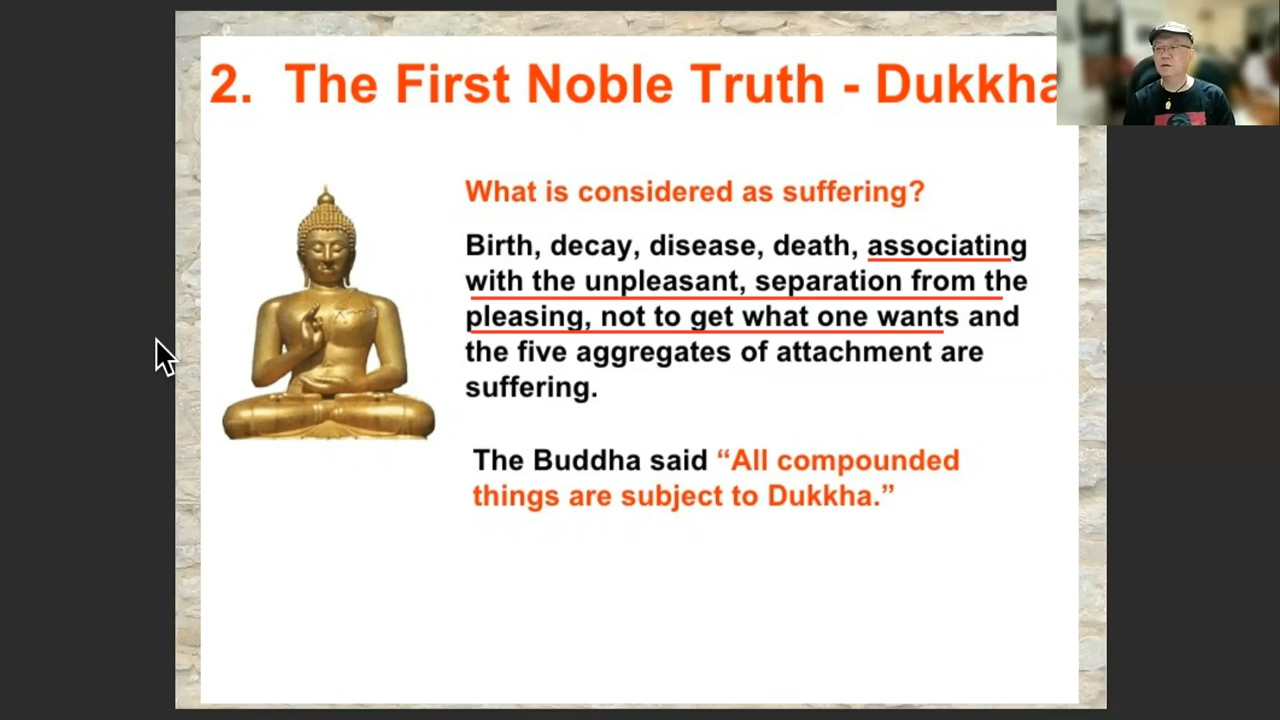 2. The First Noble Truth - Dukkha
What is considered as suffering?
Birth, decay, disease, death, associating
with the unpleasant, separation from the
pleasing, not to get what one wants and
the five aggregates of attachment are
suffering.
The Buddha said “All compounded
things are subject to Dukkha.”